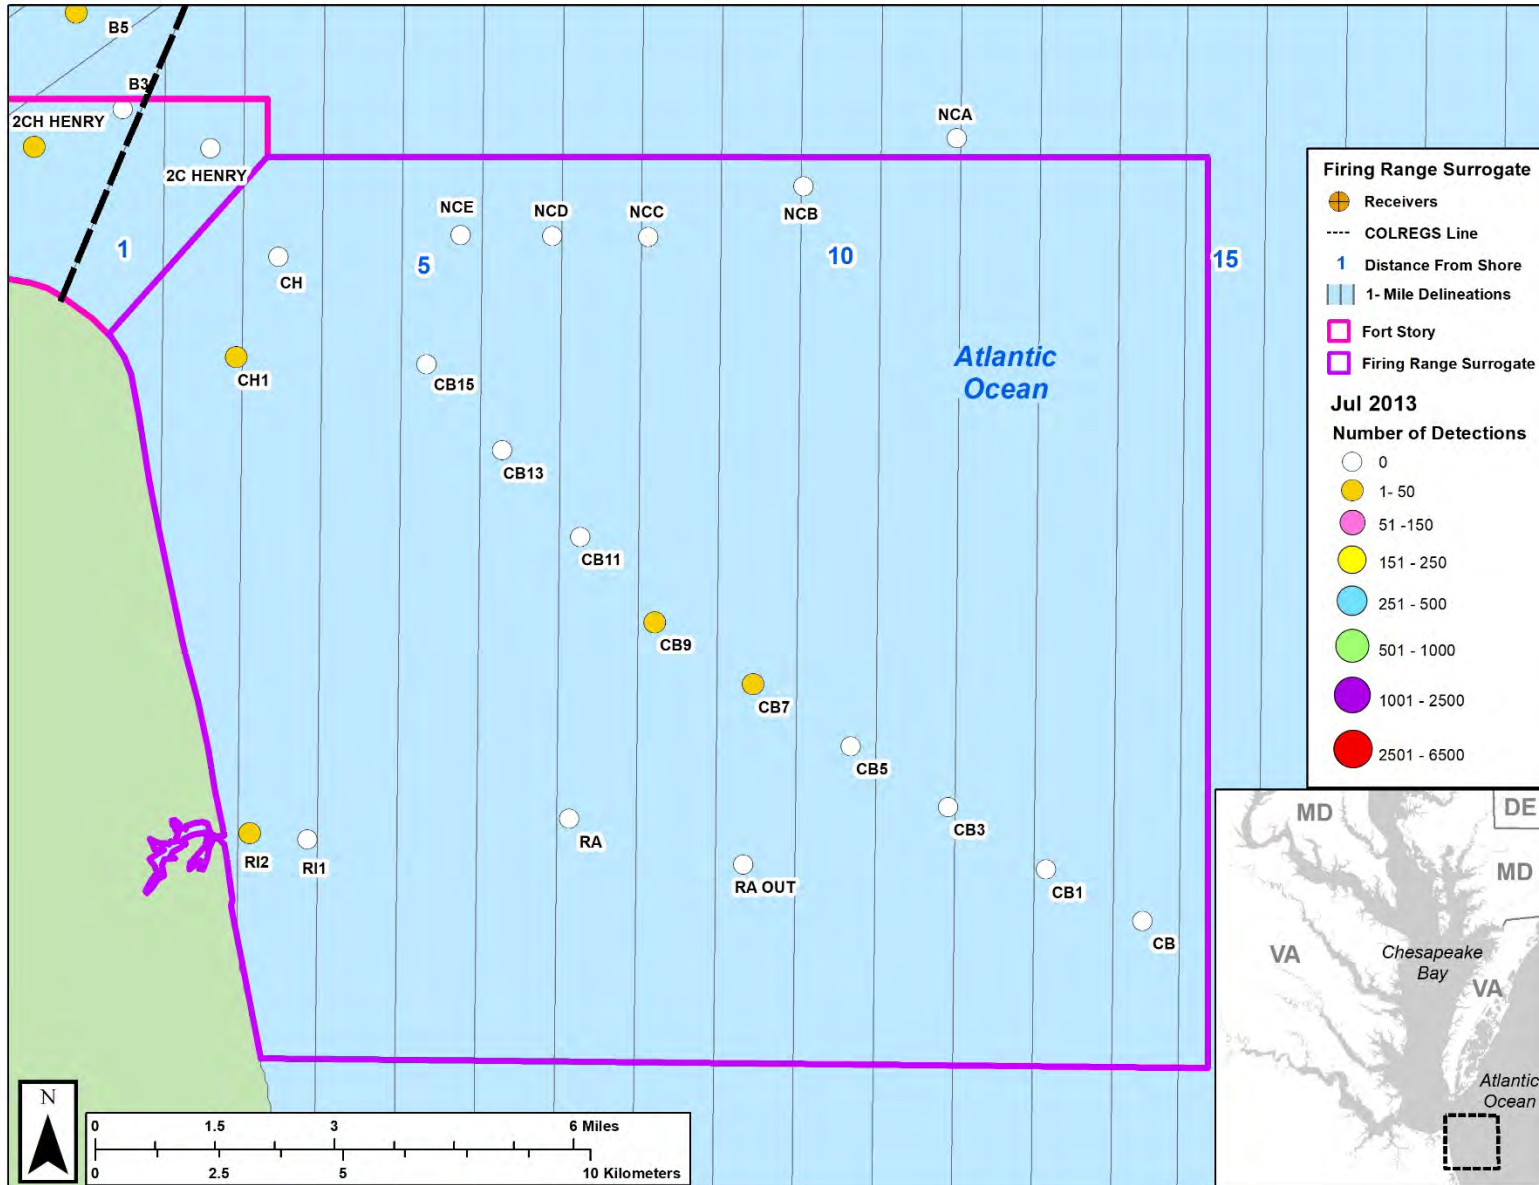 B5
B3
2CH HENRY
2C HENRY
NCA
NCB
NCE
NCD
NCC
1
5
10
15
CH
CH1
CB15
Atlantic
Ocean
CB13
CB11
CB9
CB7
CB5
CB3
CB1
CB
RI2
RI1
RA
RA OUT
Firing Range Surrogate
Receivers
COLREGS Line
1 Distance From Shore
1- Mile Delineations
Fort Story
Firing Range Surrogate
Jul 2013
Number of Detections
0
1- 50
51 -150
151 - 250
251 - 500
501 - 1000
1001 - 2500
2501 - 6500
N
0 1.5 3 6 Miles
0 2.5 5 10 Kilometers
MD
DE
MD
VA
Chesapeake
Bay
VA
Atlantic
Ocean